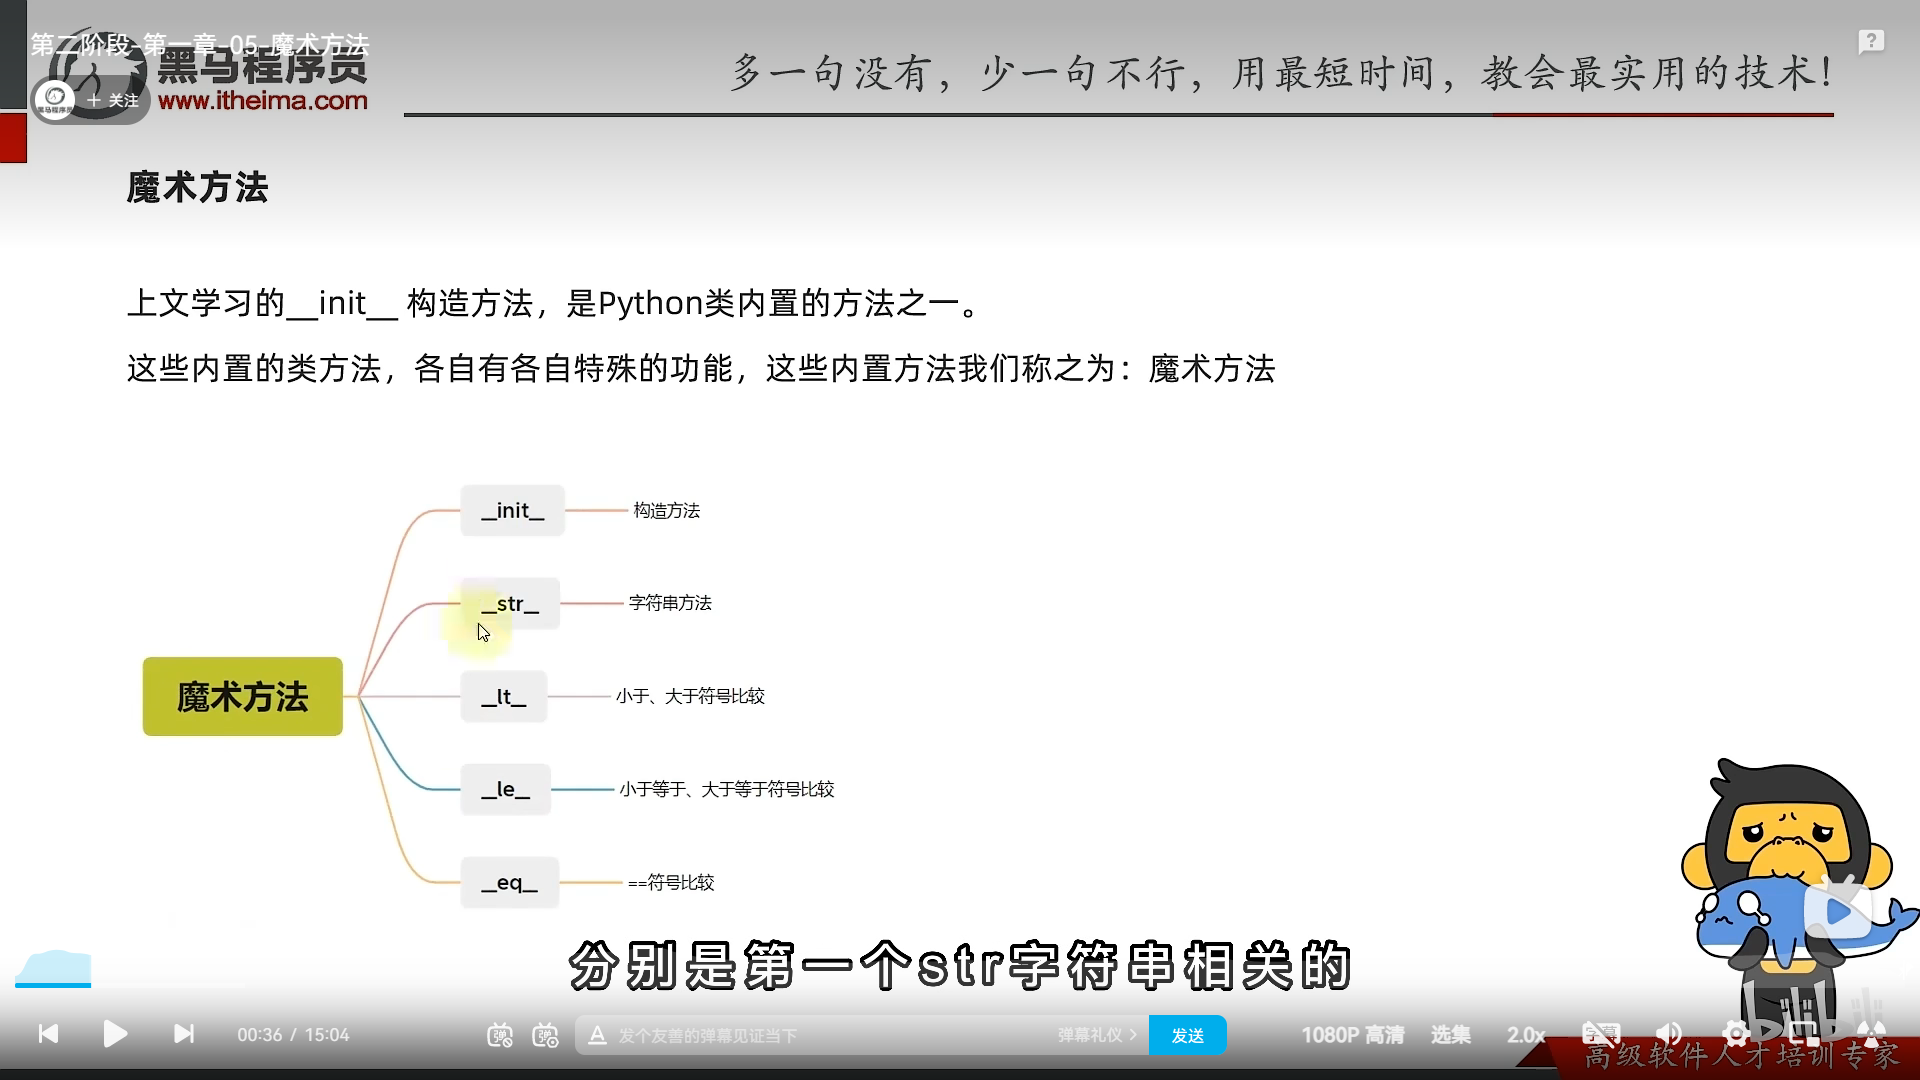 第二阶段-第一章-05-魔术方法
黑马程序员
www.itheima.com
+ 关注
多一句没有，少一句不行，用最短时间，教会最实用的技术！
魔术方法
上文学习的__init__ 构造方法，是Python类内置的方法之一。
这些内置的类方法，各自有各自特殊的功能，这些内置方法我们称之为：魔术方法
魔术方法
__init__ 构造方法
__str__ 字符串方法
__lt__ 小于、大于符号比较
__le__ 小于等于、大于等于符号比较
__eq__ ==符号比较
分别是第一个str字符串相关的
00:36 / 15:04
弹
弹
A 发个友善的弹幕见证当下
弹幕礼仪 >
发送
1080P 高清
选集
2.0x
字幕
高级软件人才培训专家